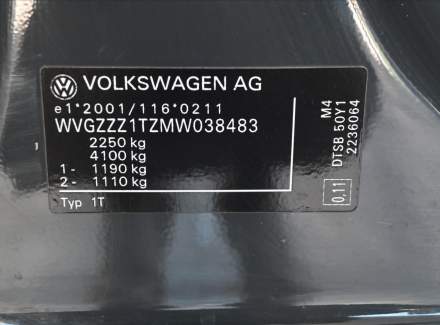 VOLKSWAGEN AG
e1*2001/116*0211
WVGZZZ1TZMW038483
2250 kg
4100 kg
1- 1190 kg
2- 1110 kg
Typ 1T
M4
DTSB 50Y1
2236064
0,11